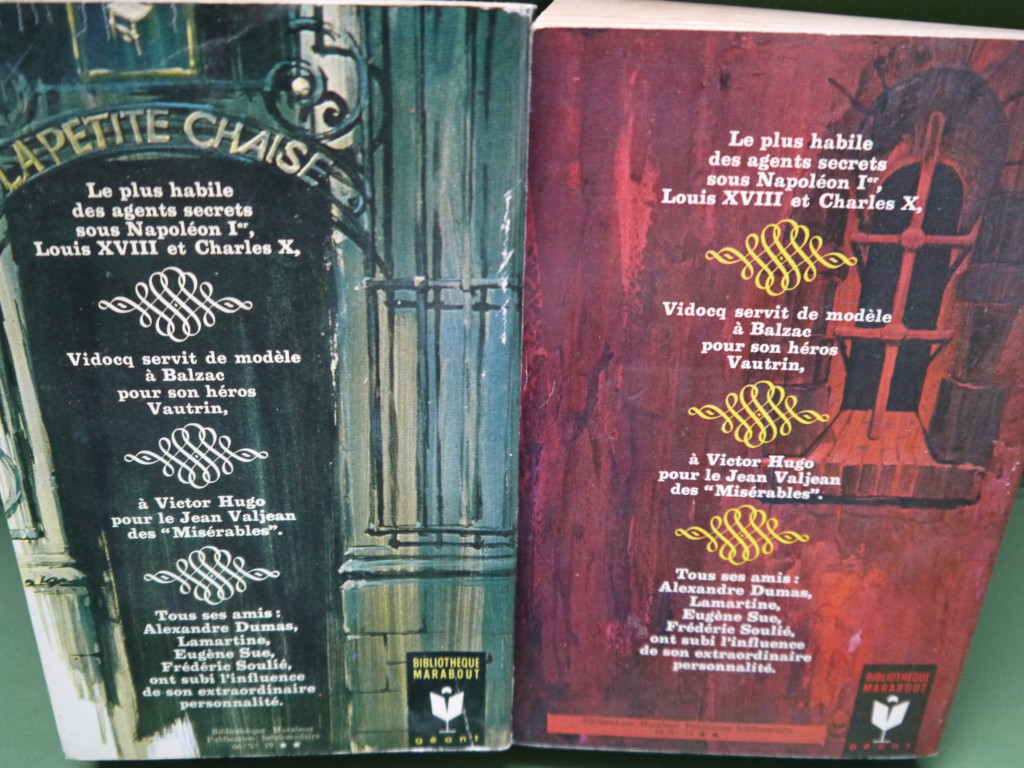 LA PETITE CHAISE
Le plus habile
des agents secrets
sous Napoléon Iᵉʳ,
Louis XVIII et Charles X,
Vidocq servit de modèle
à Balzac
pour son héros
Vautrin,
à Victor Hugo
pour le Jean Valjean
des “Misérables”.
Tous ses amis :
Alexandre Dumas,
Lamartine,
Eugène Sue,
Frédéric Soulié,
ont subi l’influence
de son extraordinaire
personnalité.
Bibliothèque Marabout
Publication hebdomadaire
BIBLIOTHEQUE
MARABOUT
géant
Le plus habile
des agents secrets
sous Napoléon Iᵉʳ,
Louis XVIII et Charles X,
Vidocq servit de modèle
à Balzac
pour son héros
Vautrin,
à Victor Hugo
pour le Jean Valjean
des “Misérables”.
Tous ses amis :
Alexandre Dumas,
Lamartine,
Eugène Sue,
Frédéric Soulié,
ont subi l’influence
de son extraordinaire
personnalité.
BIBLIOTHEQUE
MARABOUT
géant